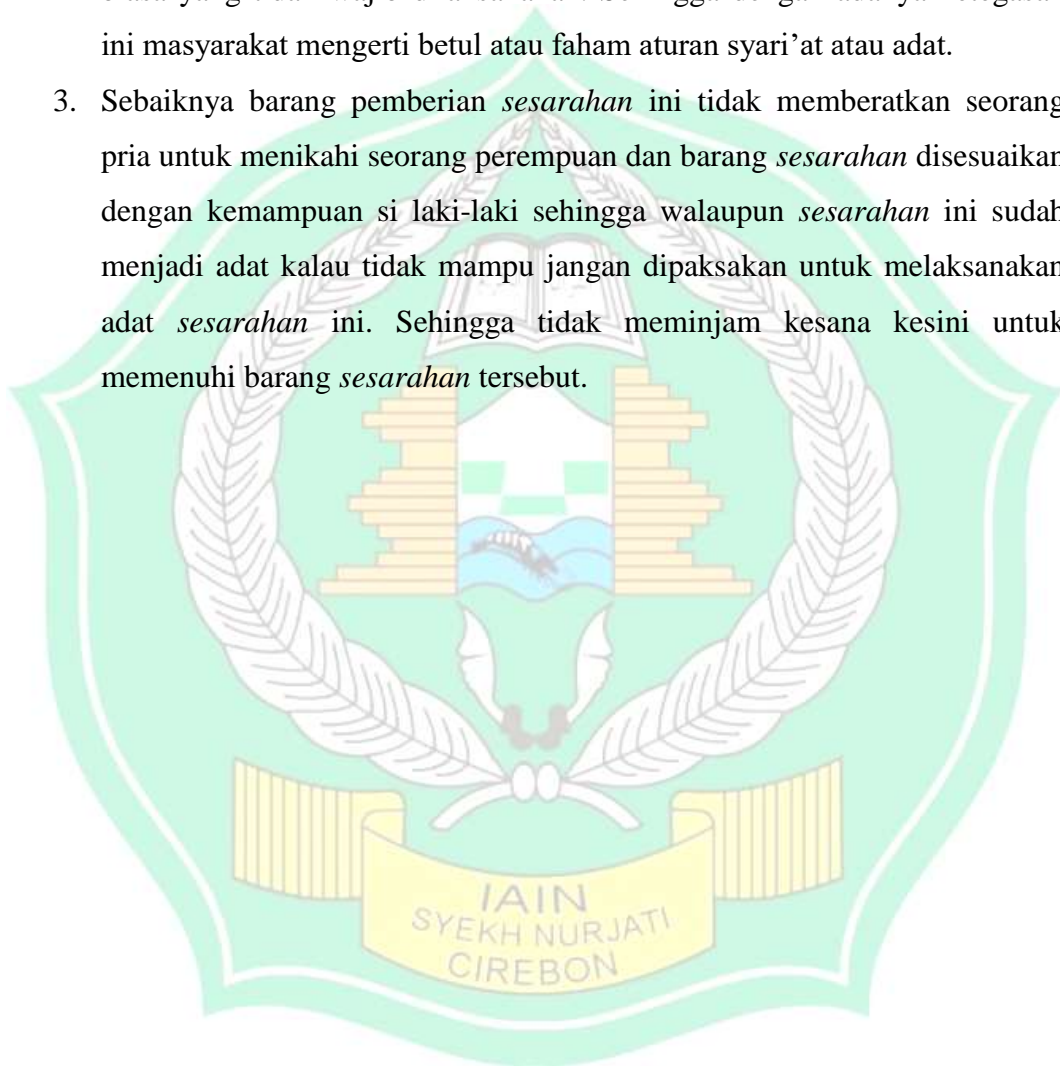 ini masyarakat mengerti betul atau faham aturan syari’at atau adat.
3. Sebaiknya barang pemberian sesarahan ini tidak memberatkan seorang
pria untuk menikahi seorang perempuan dan barang sesarahan disesuaikan
dengan kemampuan si laki-laki sehingga walaupun sesarahan ini sudah
menjadi adat kalau tidak mampu jangan dipaksakan untuk melaksanakan
adat sesarahan ini. Sehingga tidak meminjam kesana kesini untuk
memenuhi barang sesarahan tersebut.
IAIN
SYEKH NURJATI
CIREBON